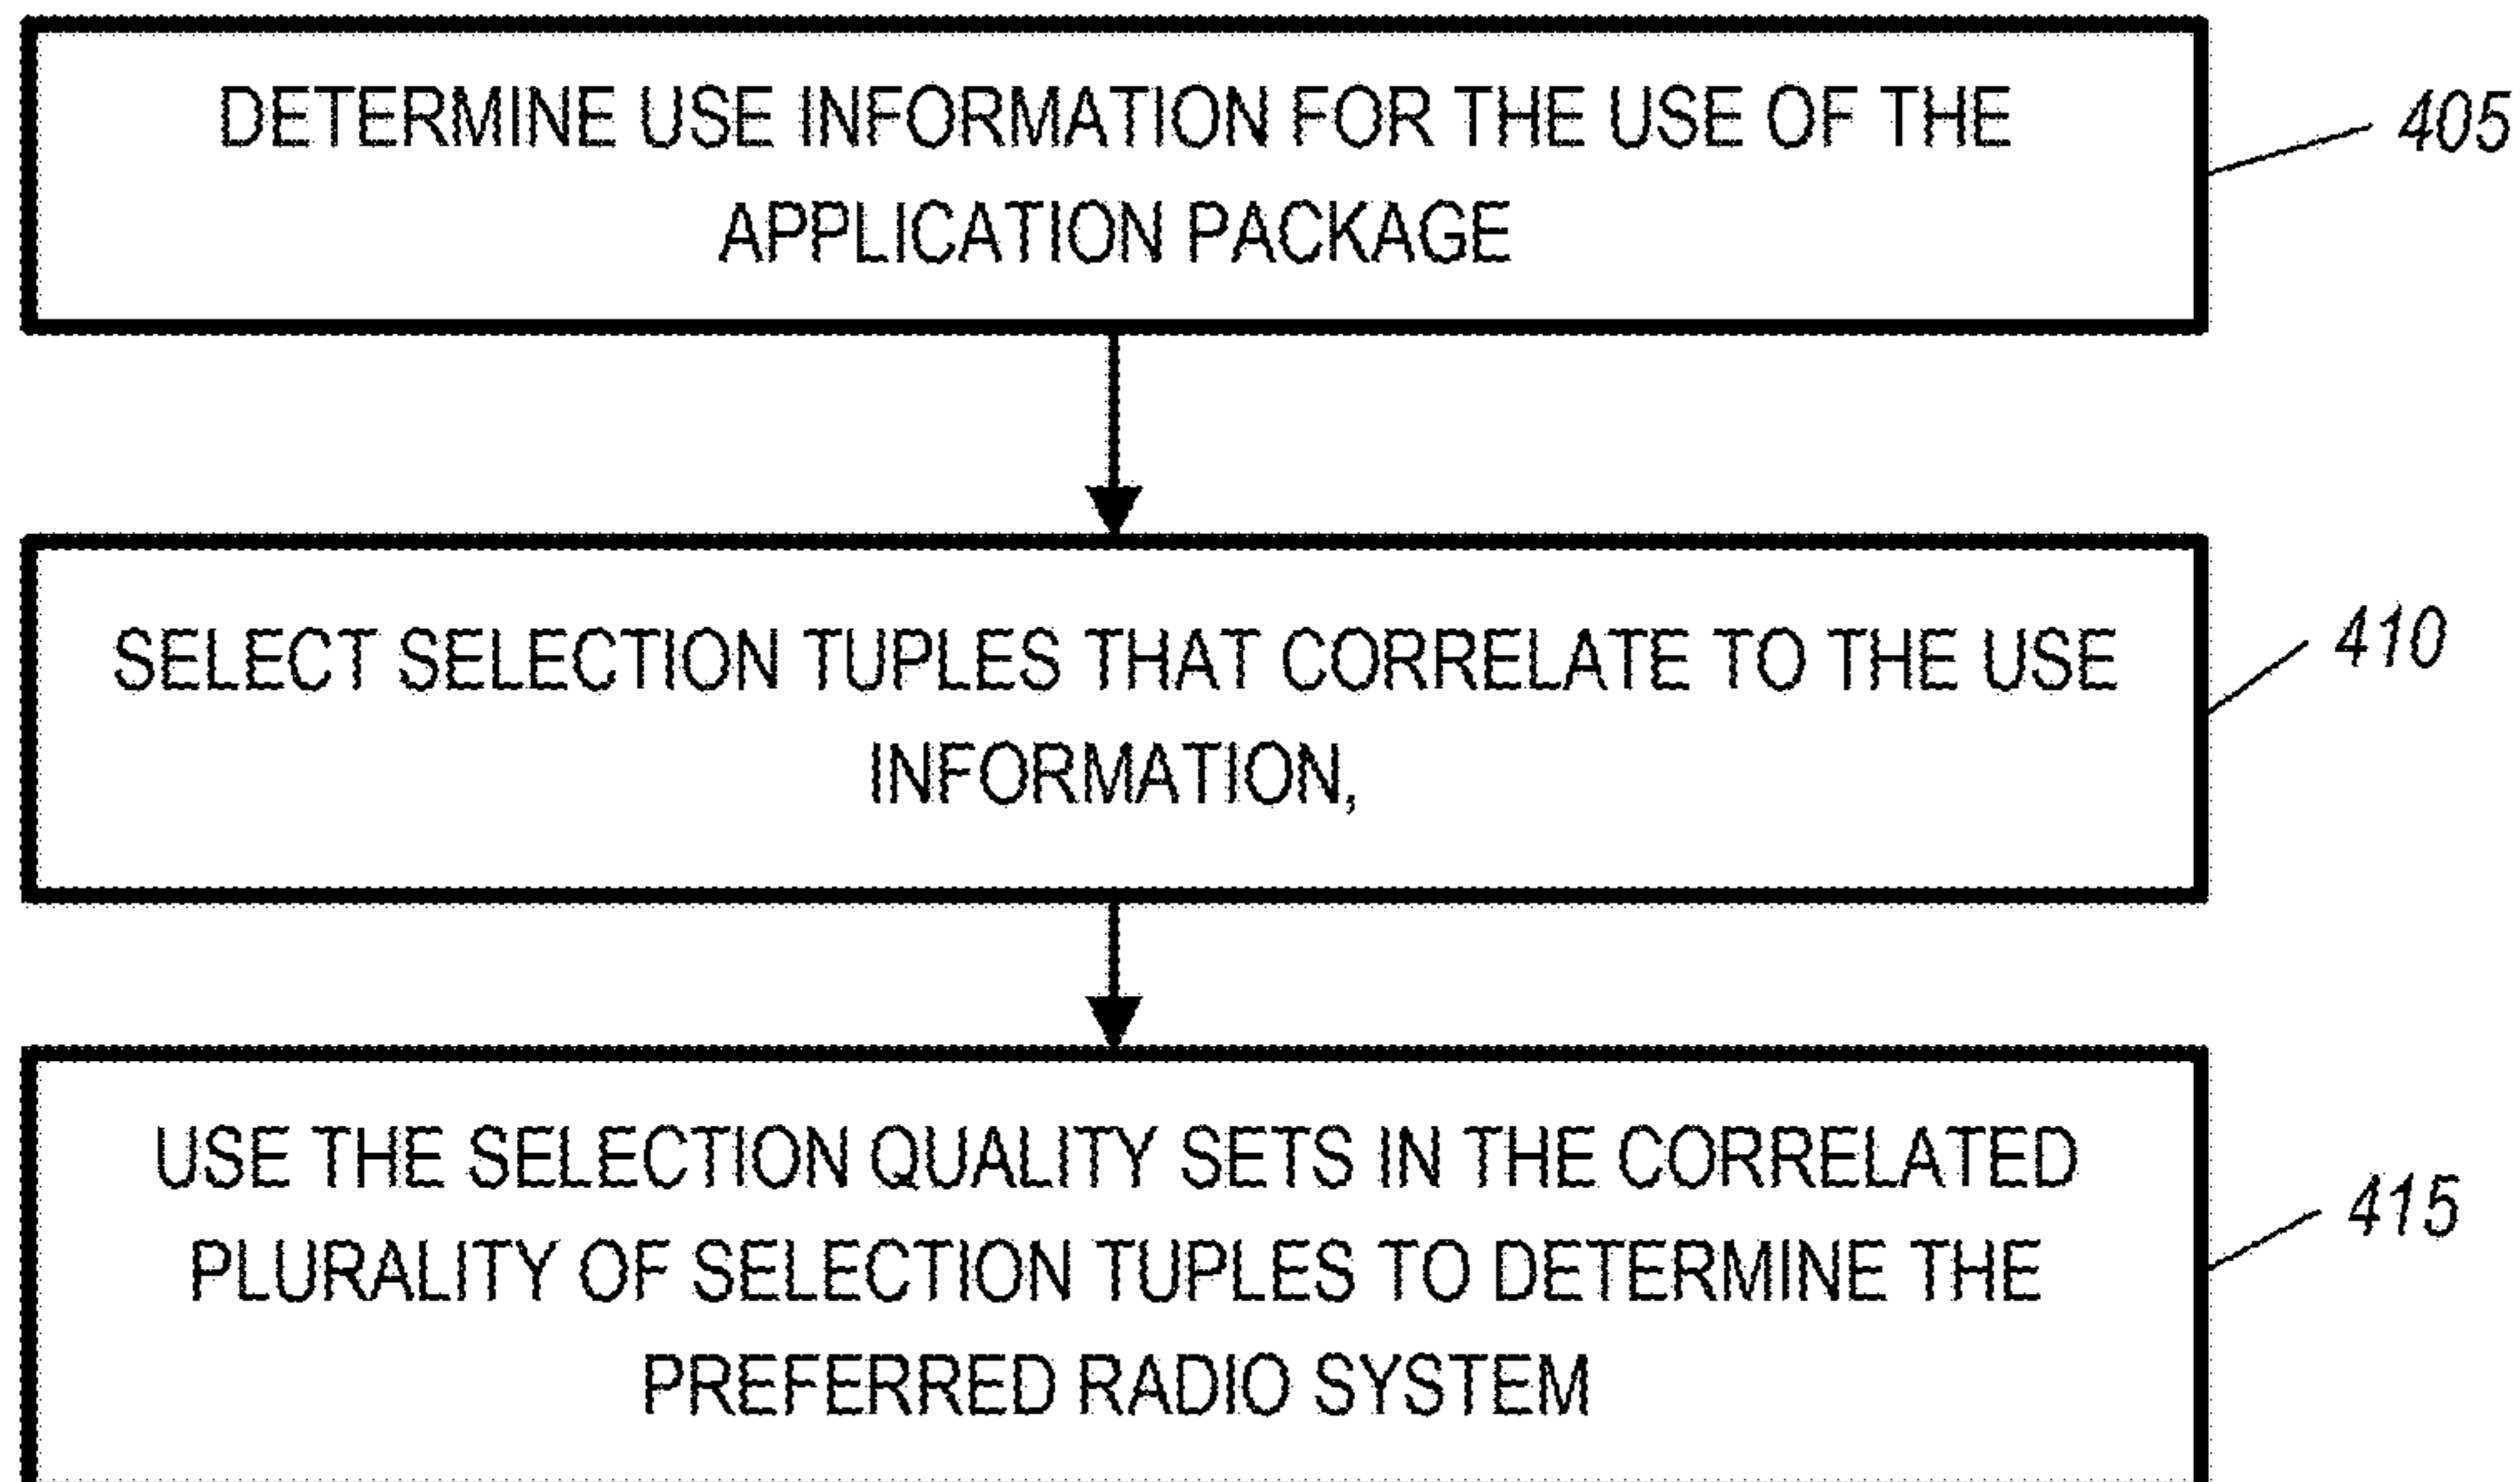 DETERMINE USE INFORMATION FOR THE USE OF THE
APPLICATION PACKAGE
405
SELECT SELECTION TUPLES THAT CORRELATE TO THE USE
INFORMATION,
410
USE THE SELECTION QUALITY SETS IN THE CORRELATED
PLURALITY OF SELECTION TUPLES TO DETERMINE THE
PREFERRED RADIO SYSTEM
415